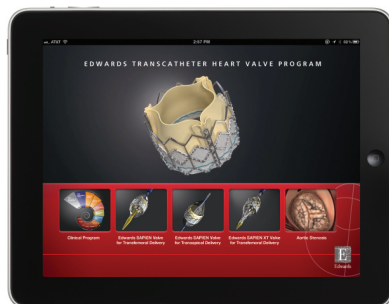 AT&T
2:57 PM
EDWARDS TRANSCATHETER HEART VALVE PROGRAM
Clinical Program
Edwards SAPIEN Valve
for Transfemoral Delivery
Edwards SAPIEN Valve
for Transapical Delivery
Edwards SAPIEN XT Valve
for Transfemoral Delivery
Aortic Stenosis
Edwards